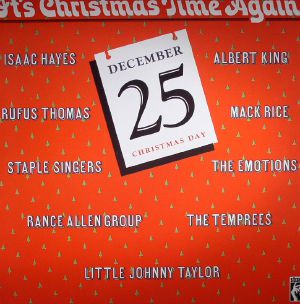 It's Christmas Time Again
DECEMBER
25
CHRISTMAS DAY
ISAAC HAYES
ALBERT KING
RUFUS THOMAS
MACK RICE
STAPLE SINGERS
THE EMOTIONS
RANCE ALLEN GROUP
THE TEMPREES
LITTLE JOHNNY TAYLOR